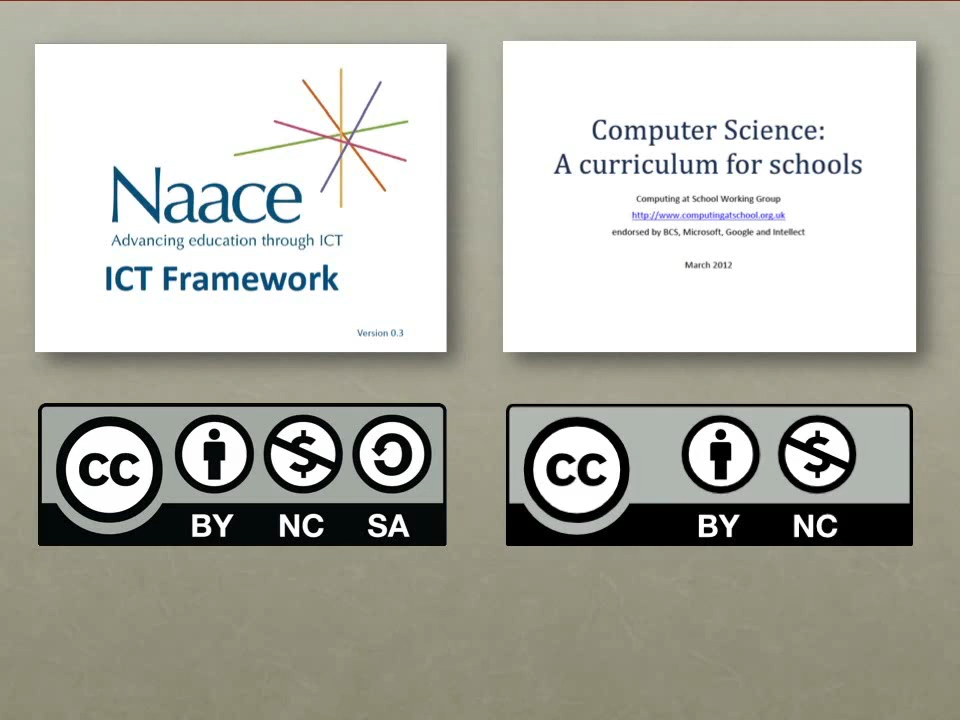 Naace
Advancing education through ICT
ICT Framework
Version 0.3
Computer Science:
A curriculum for schools
Computing at School Working Group
http://www.computingatschool.org.uk
endorsed by BCS, Microsoft, Google and Intellect
March 2012
cc
BY NC SA
cc
BY NC